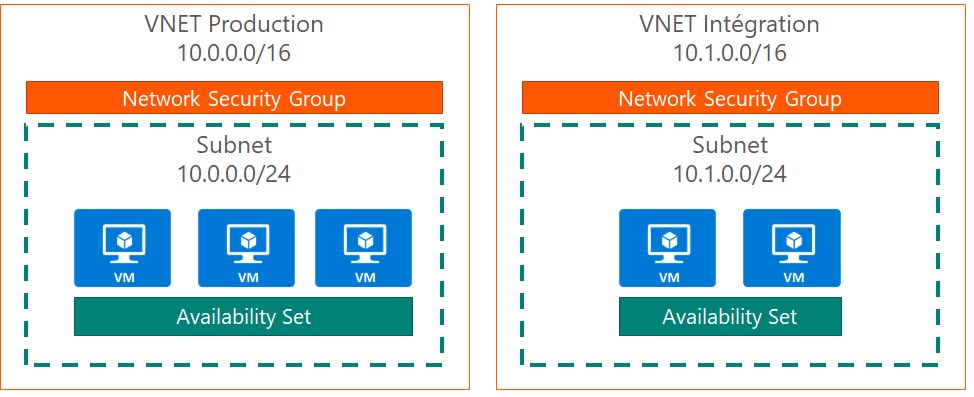 VNET Production
10.0.0.0/16
Network Security Group
Subnet
10.0.0.0/24
VM
VM
VM
Availability Set
VNET Intégration
10.1.0.0/16
Network Security Group
Subnet
10.1.0.0/24
VM
VM
Availability Set